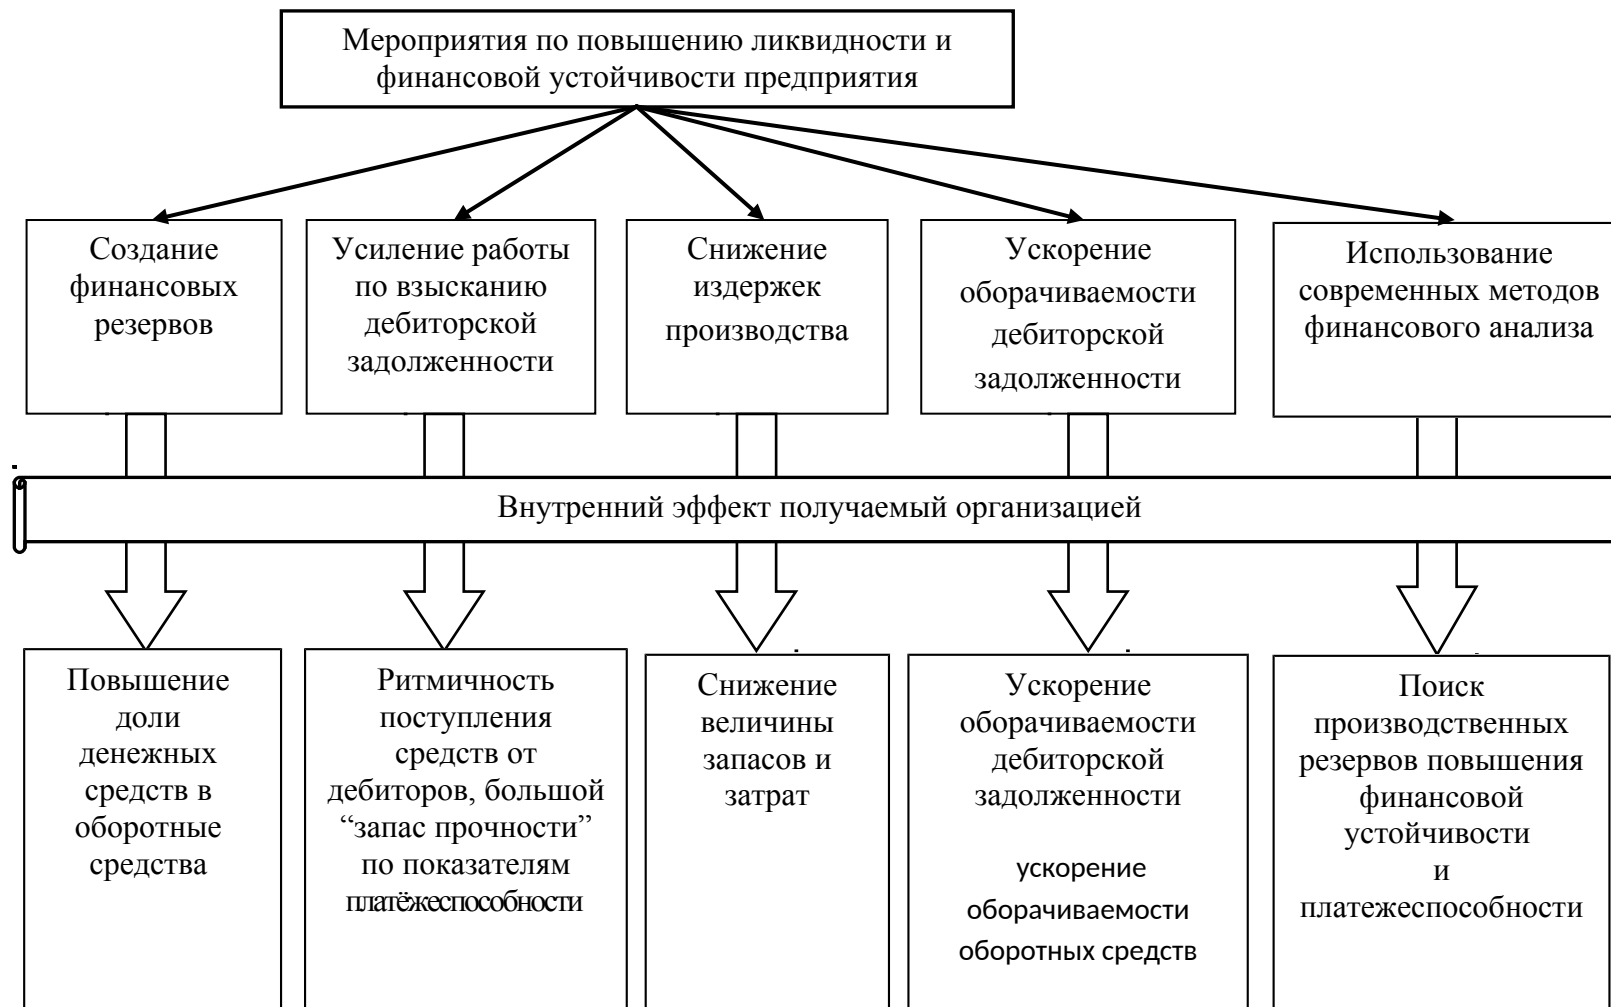 Мероприятия по повышению ликвидности и
финансовой устойчивости предприятия
Создание
финансовых
резервов
Усиление работы
по взысканию
дебиторской
задолженности
Снижение
издержек
производства
Ускорение
оборачиваемости
дебиторской
задолженности
Использование
современных методов
финансового анализа
Внутренний эффект получаемый организацией
Повышение
доли
денежных
средств в
оборотные
средства
Ритмичность
поступления
средств от
дебиторов, большой
“запас прочности”
по показателям
платёжеспособности
Снижение
величины
запасов и
затрат
Ускорение
оборачиваемости
дебиторской
задолженности
ускорение
оборачиваемости
оборотных средств
Поиск
производственных
резервов повышения
финансовой
устойчивости
и
платежеспособности